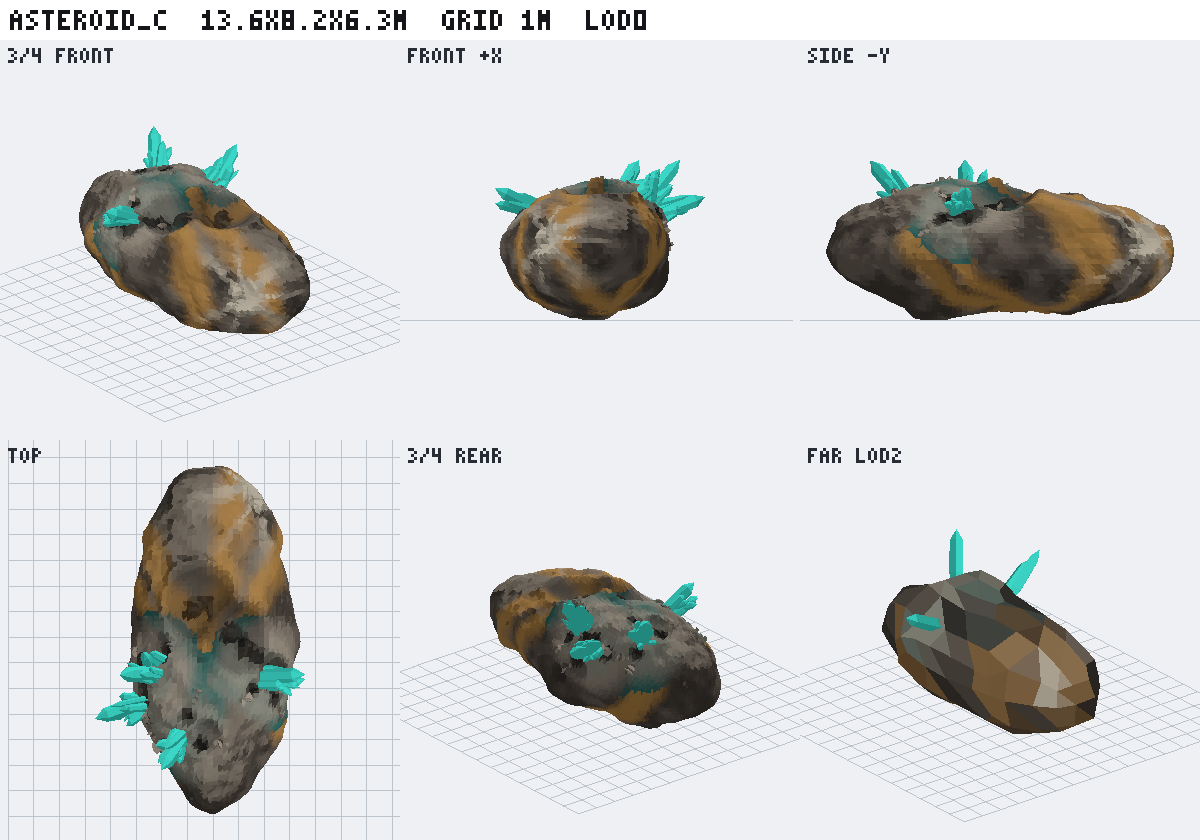 ASTEROID_C 13.6X8.2X6.3M GRID 1M LOD0
3/4 FRONT
FRONT +X
SIDE -Y
TOP
3/4 REAR
FAR LOD2